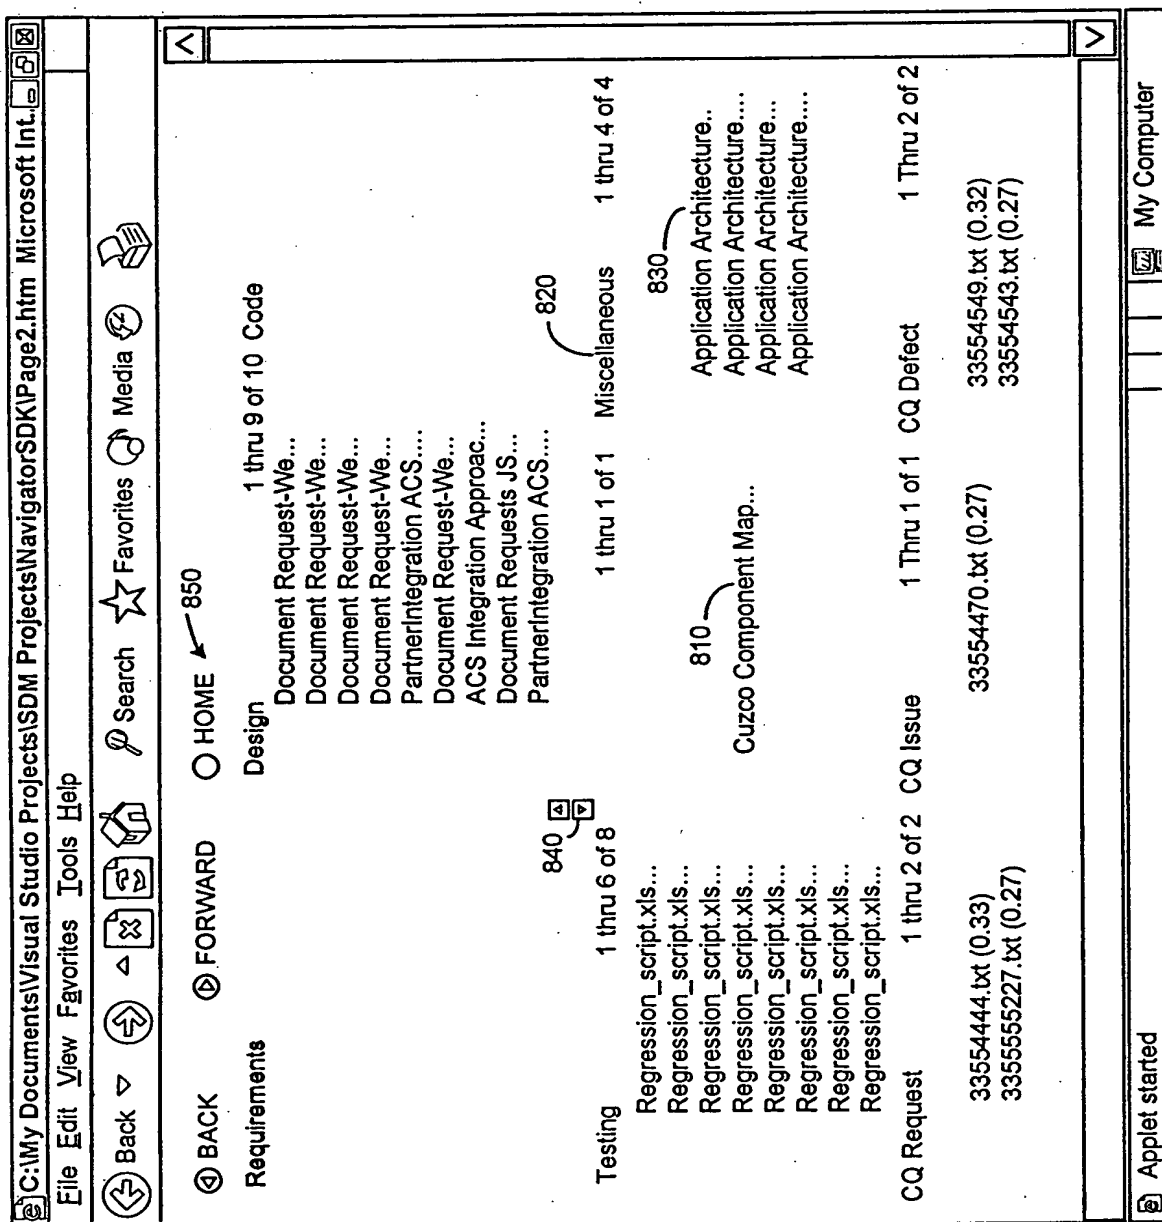 C:\My Documents\Visual Studio Projects\SDM Projects\NavigatorSDK\Page2.htm Microsoft Int..
File Edit View Favorites Tools Help
Back Search Favorites Media
BACK FORWARD HOME 850
Requirements Design 1 thru 9 of 10 Code
Document Request-We...
Document Request-We...
Document Request-We...
Document Request-We...
PartnerIntegration ACS....
Document Request-We...
ACS Integration Approac...
Document Requests JS...
PartnerIntegration ACS....
840 820
Testing 1 thru 6 of 8 1 thru 1 of 1 Miscellaneous 1 thru 4 of 4
Regression_script.xls...
Regression_script.xls...
Regression_script.xls...
Regression_script.xls...
Regression_script.xls...
Regression_script.xls...
Regression_script.xls...
Regression_script.xls...
810
Cuzco Component Map...
830
Application Architecture..
Application Architecture....
Application Architecture...
Application Architecture....
CQ Request 1 thru 2 of 2 CQ Issue 1 Thru 1 of 1 CQ Defect 1 Thru 2 of 2
33554444.txt (0.33) 33554470.txt (0.27) 33554549.txt (0.32)
335555227.txt (0.27) 33554543.txt (0.27)
Applet started My Computer